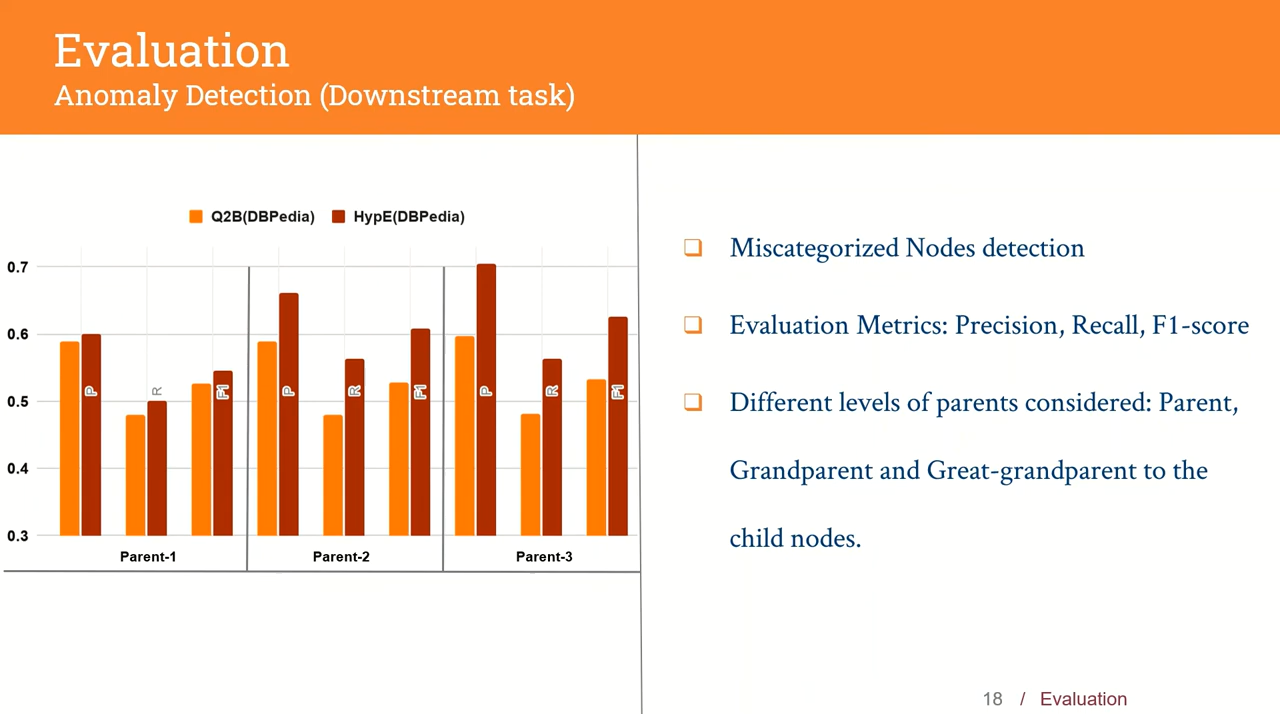 Evaluation
Anomaly Detection (Downstream task)
Q2B(DBPedia) HypE(DBPedia)
0.7
0.6
0.5
0.4
0.3
P R F1 P R F1 P R F1
Parent-1 Parent-2 Parent-3
❑ Miscategorized Nodes detection
❑ Evaluation Metrics: Precision, Recall, F1-score
❑ Different levels of parents considered: Parent,
Grandparent and Great-grandparent to the
child nodes.
18 / Evaluation